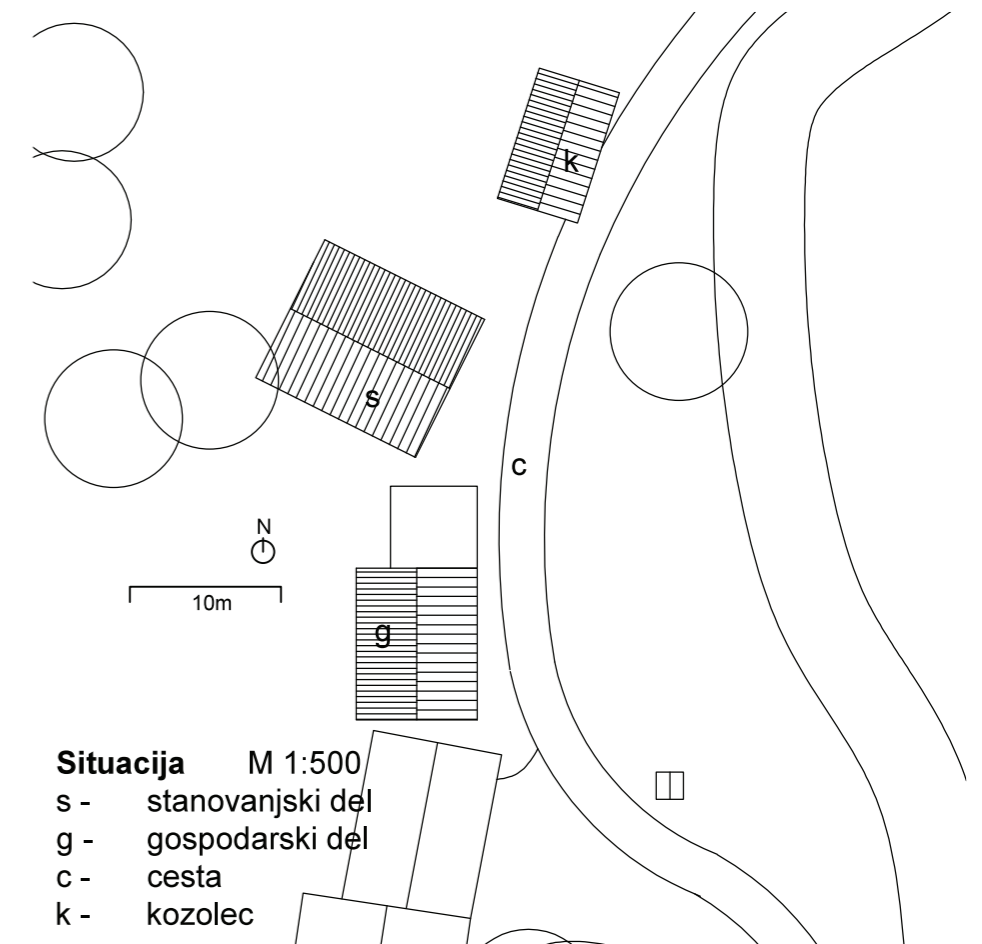 k
s
c
N
10m
g
Situacija M 1:500
s - stanovanjski del
g - gospodarski del
c - cesta
k - kozolec